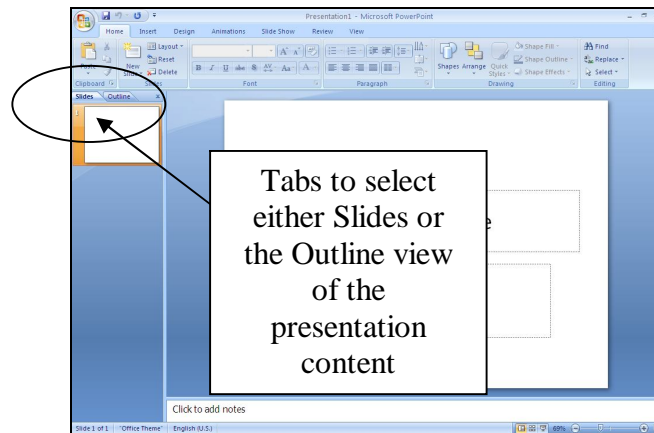 Presentation1 - Microsoft PowerPoint
Home Insert Design Animations Slide Show Review View
Paste
New
Slide
Layout
Reset
Delete
Shapes Arrange Quick
Styles
Shape Fill
Shape Outline
Shape Effects
Find
Replace
Select
Clipboard Slides Font Paragraph Drawing Editing
Slides Outline x
1
Tabs to select
either Slides or
the Outline view
of the
presentation
content
Click to add notes
Slide 1 of 1 "Office Theme" English (U.S.) 69%